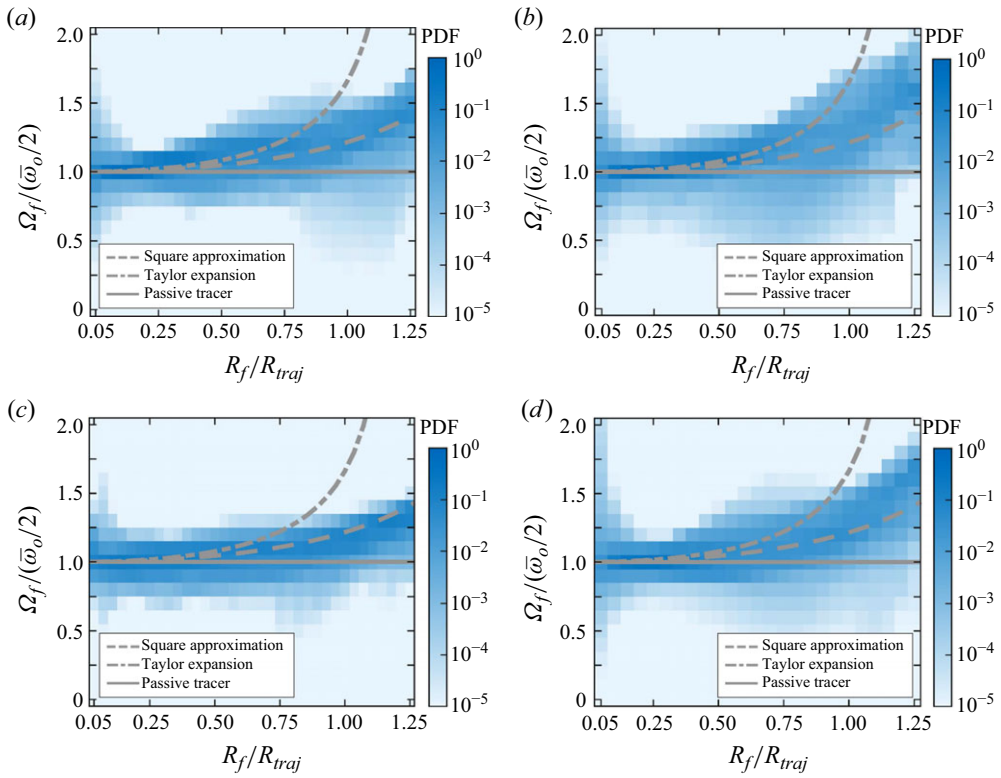 (a)
PDF
2.0
1.5
1.0
0.5
0
Ω_f/(ω̄_o/2)
10^0
10^-1
10^-2
10^-3
10^-4
10^-5
Square approximation
Taylor expansion
Passive tracer
0.05 0.25 0.50 0.75 1.00 1.25
R_f/R_traj
(b)
PDF
2.0
1.5
1.0
0.5
0
Ω_f/(ω̄_o/2)
10^0
10^-1
10^-2
10^-3
10^-4
10^-5
Square approximation
Taylor expansion
Passive tracer
0.05 0.25 0.50 0.75 1.00 1.25
R_f/R_traj
(c)
PDF
2.0
1.5
1.0
0.5
0
Ω_f/(ω̄_o/2)
10^0
10^-1
10^-2
10^-3
10^-4
10^-5
Square approximation
Taylor expansion
Passive tracer
0.05 0.25 0.50 0.75 1.00 1.25
R_f/R_traj
(d)
PDF
2.0
1.5
1.0
0.5
0
Ω_f/(ω̄_o/2)
10^0
10^-1
10^-2
10^-3
10^-4
10^-5
Square approximation
Taylor expansion
Passive tracer
0.05 0.25 0.50 0.75 1.00 1.25
R_f/R_traj